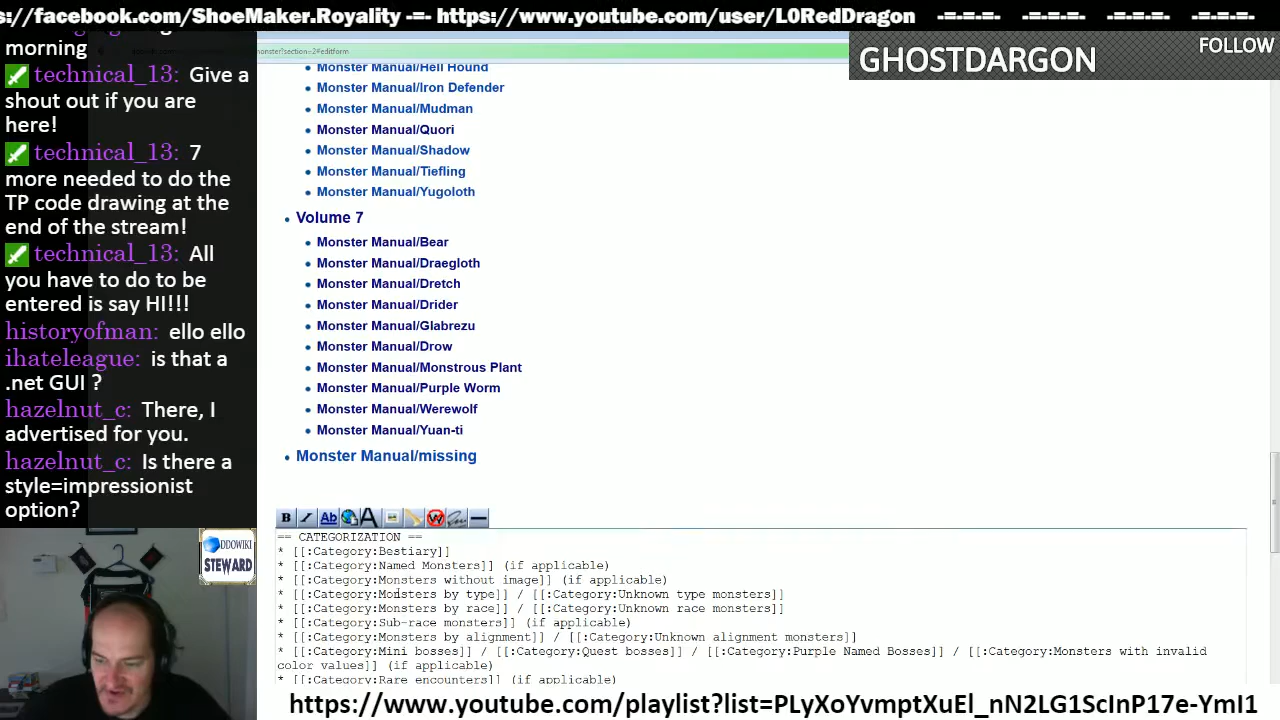 s://facebook.com/ShoeMaker.Royality -=- https://www.youtube.com/user/L0RedDragon -=-=-=- -=-=-=- -=-=-=- -=-=-=-
morning
technical_13: Give a
shout out if you are
here!
technical_13: 7
more needed to do the
TP code drawing at the
end of the stream!
technical_13: All
you have to do to be
entered is say HI!!!
historyofman: ello ello
ihateleague: is that a
.net GUI ?
hazelnut_c: There, I
advertised for you.
hazelnut_c: Is there a
style=impressionist
option?
DDOWIKI
STEWARD
monster?section=2#editform
GHOSTDARGON
FOLLOW
Monster Manual/Hell Hound
Monster Manual/Iron Defender
Monster Manual/Mudman
Monster Manual/Quori
Monster Manual/Shadow
Monster Manual/Tiefling
Monster Manual/Yugoloth
Volume 7
Monster Manual/Bear
Monster Manual/Draegloth
Monster Manual/Dretch
Monster Manual/Drider
Monster Manual/Glabrezu
Monster Manual/Drow
Monster Manual/Monstrous Plant
Monster Manual/Purple Worm
Monster Manual/Werewolf
Monster Manual/Yuan-ti
Monster Manual/missing
B I Ab A W
== CATEGORIZATION ==
* [[:Category:Bestiary]]
* [[:Category:Named Monsters]] (if applicable)
* [[:Category:Monsters without image]] (if applicable)
* [[:Category:Monsters by type]] / [[:Category:Unknown type monsters]]
* [[:Category:Monsters by race]] / [[:Category:Unknown race monsters]]
* [[:Category:Sub-race monsters]] (if applicable)
* [[:Category:Monsters by alignment]] / [[:Category:Unknown alignment monsters]]
* [[:Category:Mini bosses]] / [[:Category:Quest bosses]] / [[:Category:Purple Named Bosses]] / [[:Category:Monsters with invalid
color values]] (if applicable)
* [[:Category:Rare encounters]] (if applicable)
https://www.youtube.com/playlist?list=PLyXoYvmptXuEl_nN2LG1ScInP17e-YmI1